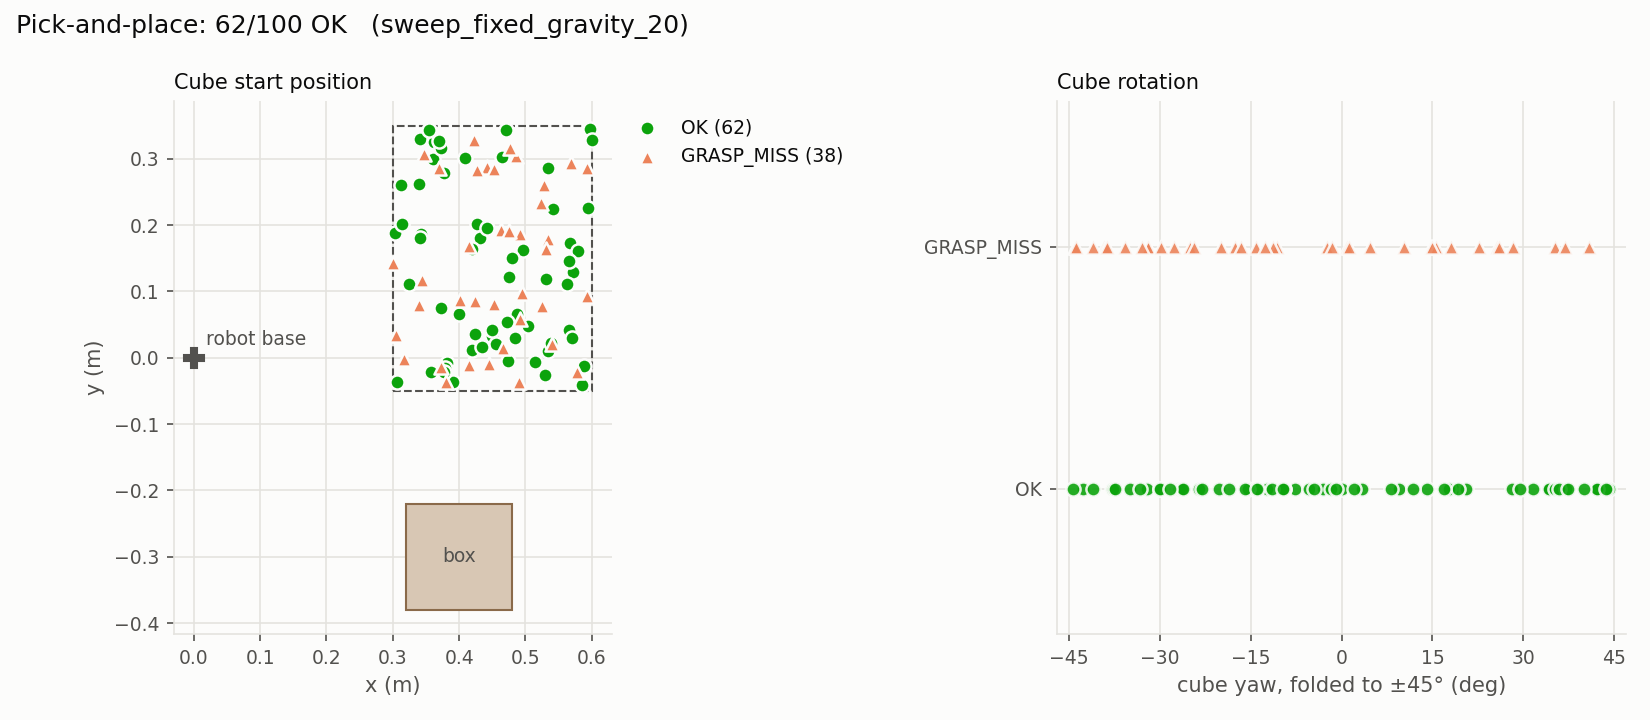 Pick-and-place: 62/100 OK   (sweep_fixed_gravity_20)
Cube start position
OK (62)
GRASP_MISS (38)
0.3
0.2
0.1
0.0
−0.1
−0.2
−0.3
−0.4
y (m)
robot base
box
0.0 0.1 0.2 0.3 0.4 0.5 0.6
x (m)
Cube rotation
GRASP_MISS
OK
−45 −30 −15 0 15 30 45
cube yaw, folded to ±45° (deg)